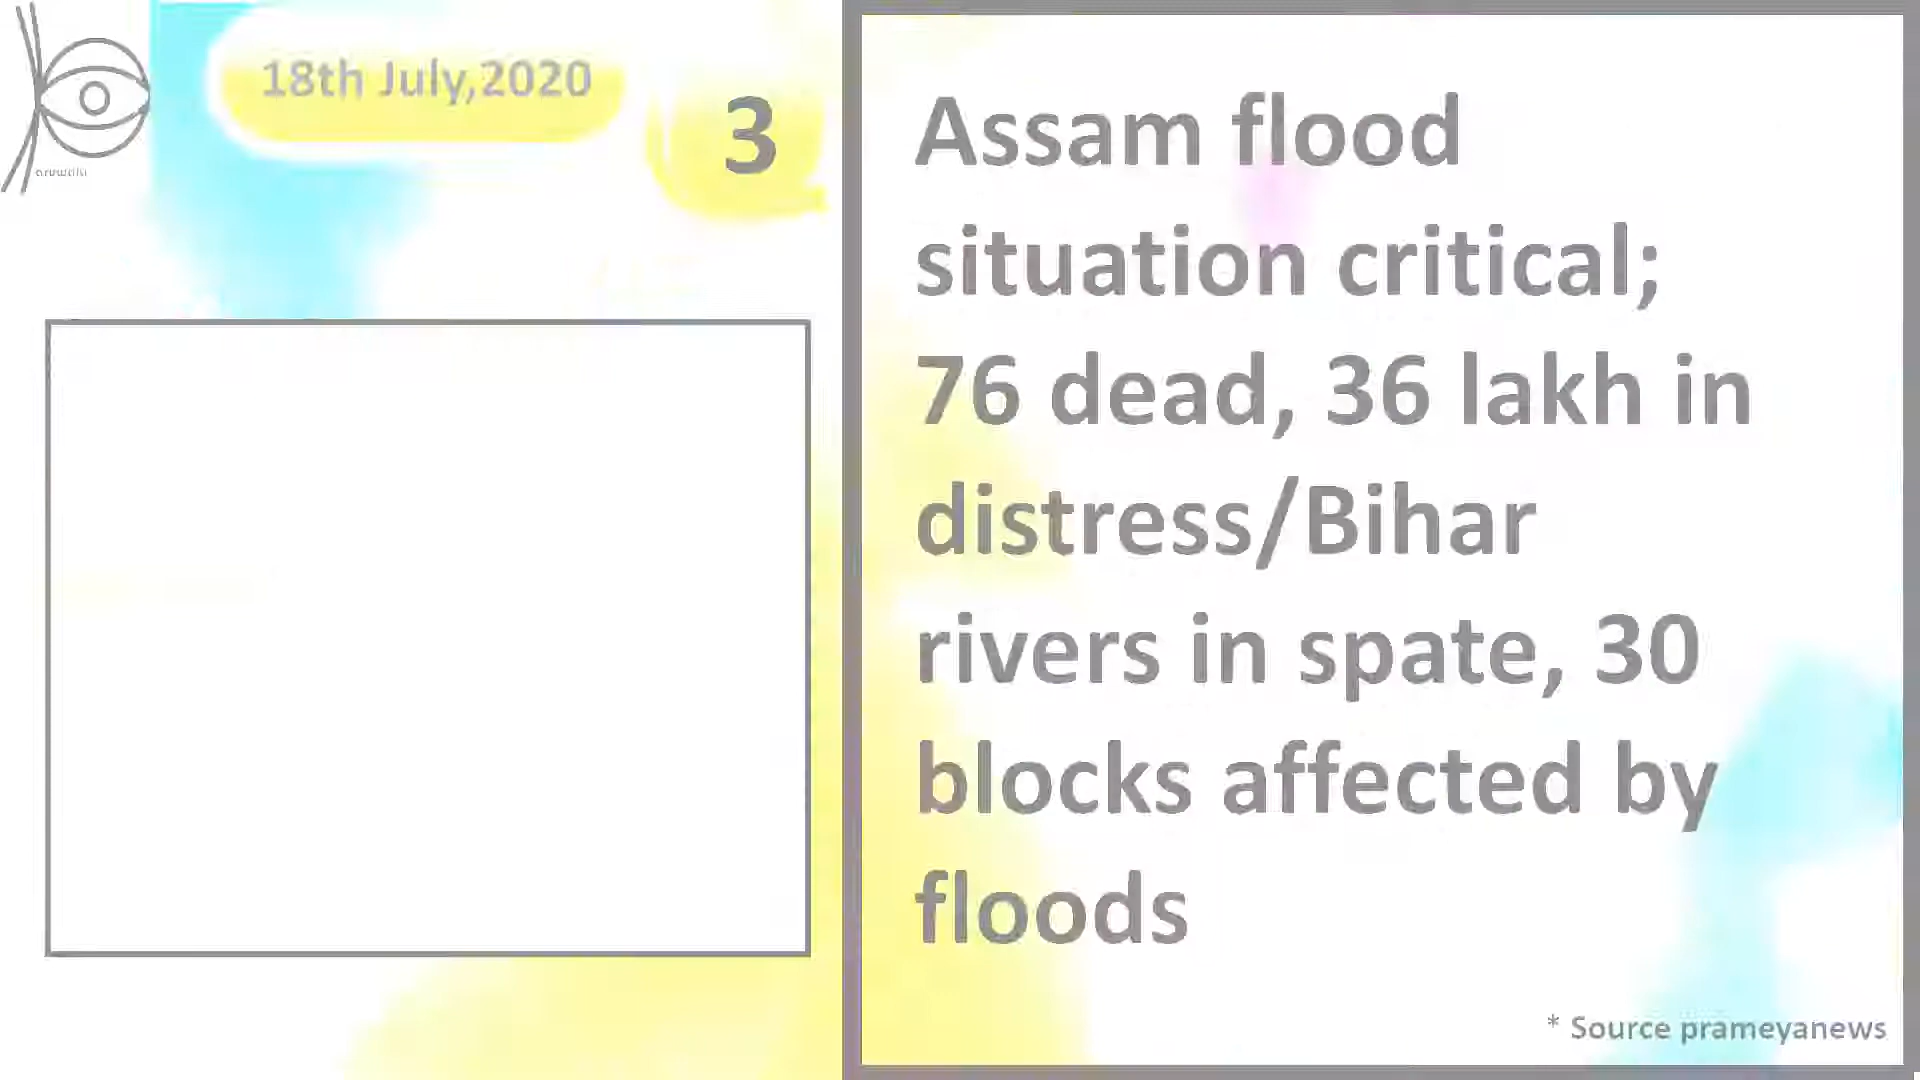 18th July,2020
3
Assam flood
situation critical;
76 dead, 36 lakh in
distress/Bihar
rivers in spate, 30
blocks affected by
floods
* Source prameyanews